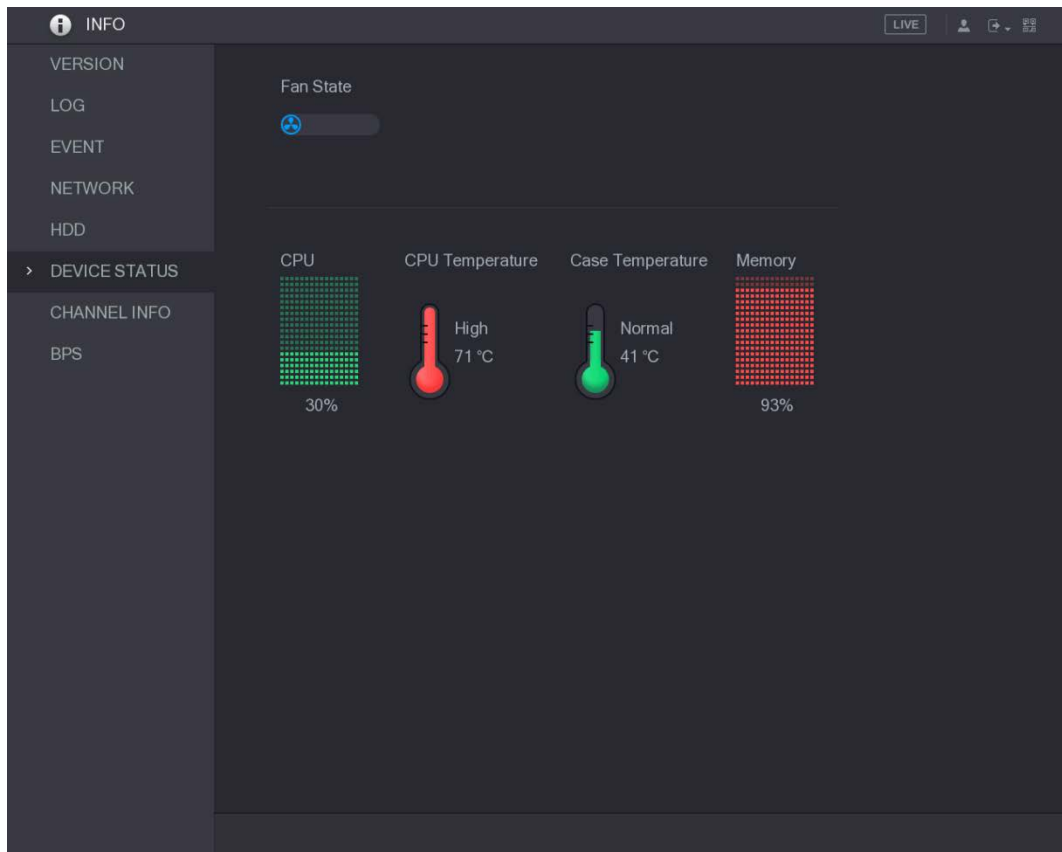 INFO
LIVE
VERSION
LOG
EVENT
NETWORK
HDD
DEVICE STATUS
CHANNEL INFO
BPS
Fan State
CPU
CPU Temperature
Case Temperature
Memory
High
71 °C
Normal
41 °C
30%
93%